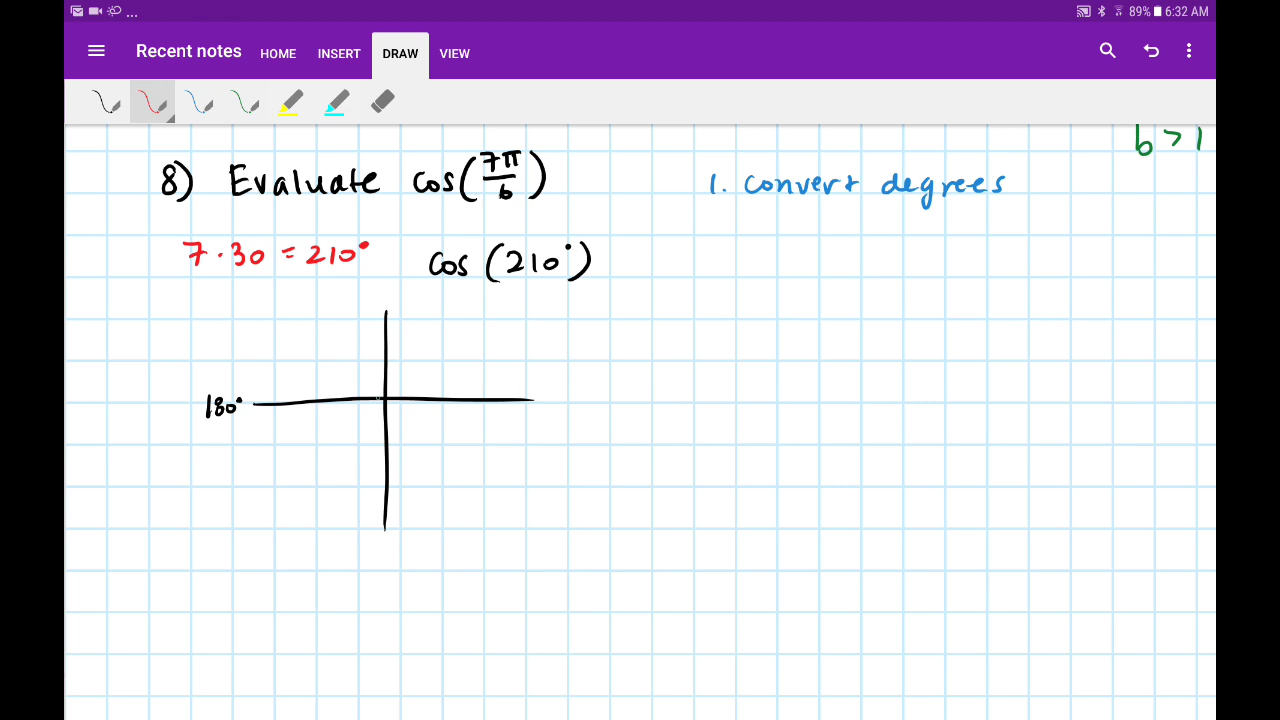 ... 89% 6:32 AM
Recent notes HOME INSERT DRAW VIEW
b > 1
8) Evaluate cos(7π/6)
1. Convert degrees
7 · 30 = 210°
cos (210°)
180°